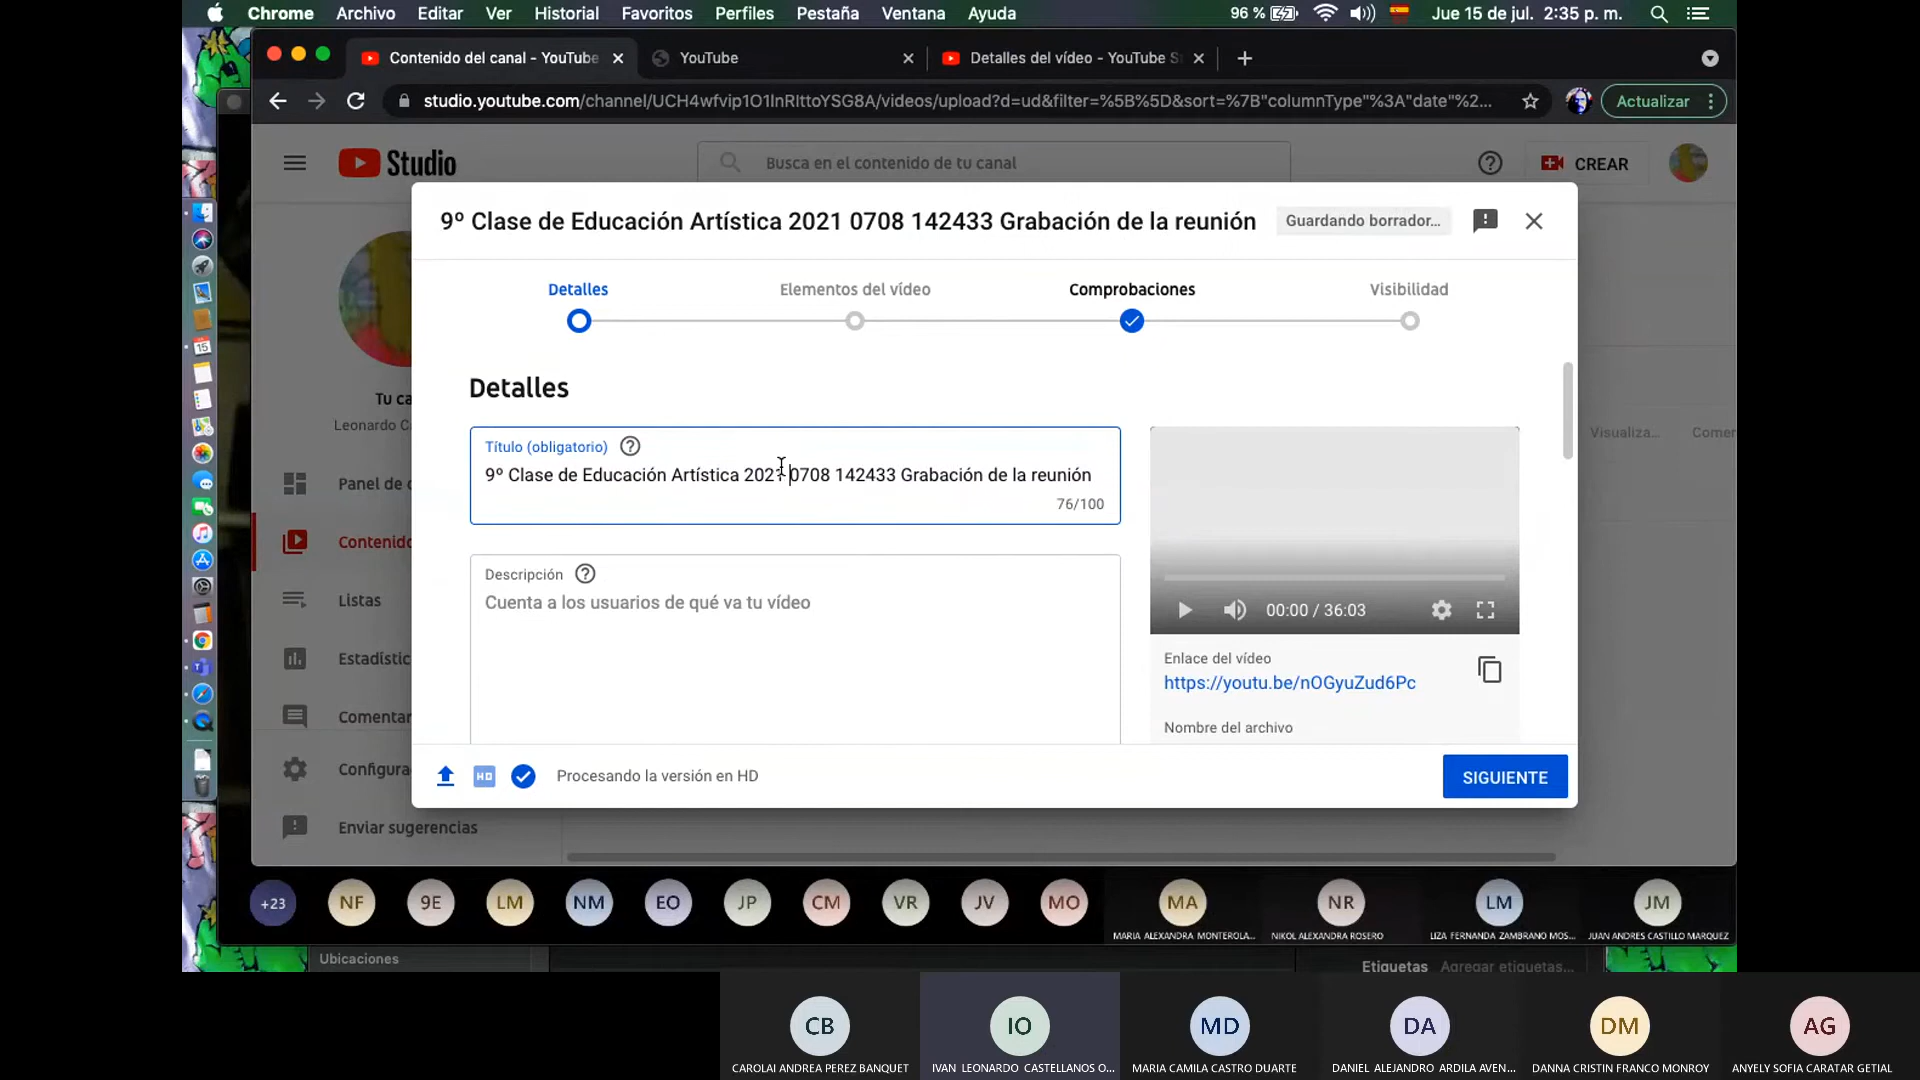 Chrome Archivo Editar Ver Historial Favoritos Perfiles Pestaña Ventana Ayuda 96 % Jue 15 de jul. 2:35 p. m.
Contenido del canal - YouTube YouTube Detalles del vídeo - YouTube S
studio.youtube.com/channel/UCH4wfvip1O1InRIttoYSG8A/videos/upload?d=ud&filter=%5B%5D&sort=%7B"columnType"%3A"date"%2... Actualizar
Studio Busca en el contenido de tu canal CREAR
9º Clase de Educación Artística 2021 0708 142433 Grabación de la reunión Guardando borrador...
Detalles Elementos del vídeo Comprobaciones Visibilidad
Detalles
Tu ca
Leonardo C
Visualiza... Comer
Título (obligatorio)
9º Clase de Educación Artística 2021 0708 142433 Grabación de la reunión
76/100
Panel de c
Contenido
Listas
Estadístic
Comentar
Configura
Enviar sugerencias
Descripción
Cuenta a los usuarios de qué va tu vídeo
00:00 / 36:03
Enlace del vídeo
https://youtu.be/nOGyuZud6Pc
Nombre del archivo
HD Procesando la versión en HD SIGUIENTE
+23 NF 9E LM NM EO JP CM VR JV MO MA NR LM JM
MARIA ALEXANDRA MONTEROLA... NIKOL ALEXANDRA ROSERO LIZA FERNANDA ZAMBRANO MOS... JUAN ANDRES CASTILLO MARQUEZ
Ubicaciones Etiquetas Agregar etiquetas...
CB IO MD DA DM AG
CAROLAI ANDREA PEREZ BANQUET IVAN LEONARDO CASTELLANOS O... MARIA CAMILA CASTRO DUARTE DANIEL ALEJANDRO ARDILA AVEN... DANNA CRISTIN FRANCO MONROY ANYELY SOFIA CARATAR GETIAL